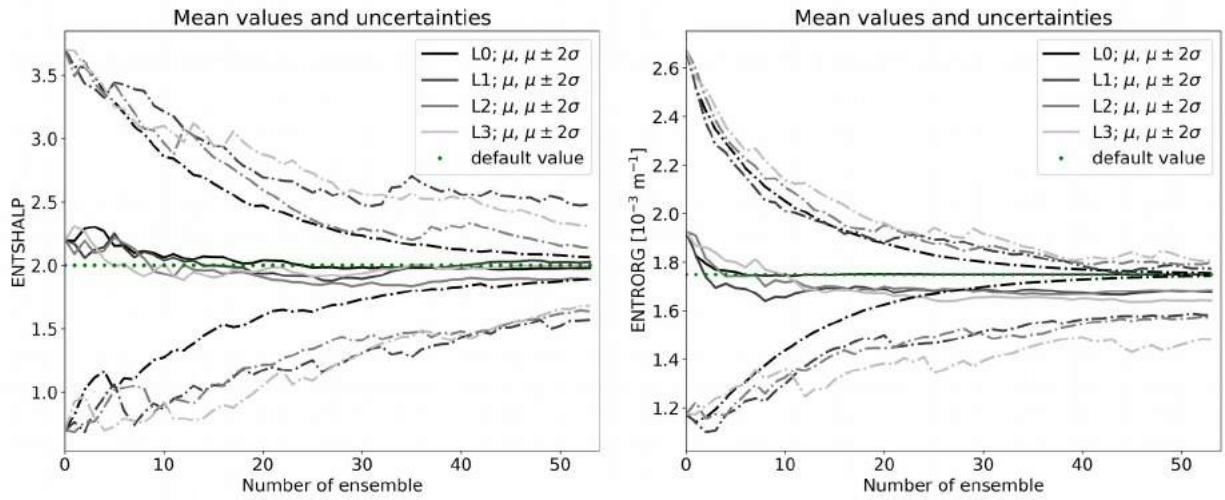 Mean values and uncertainties
ENTSHALP
3.5
3.0
2.5
2.0
1.5
1.0
L0; μ, μ ± 2σ
L1; μ, μ ± 2σ
L2; μ, μ ± 2σ
L3; μ, μ ± 2σ
default value
0 10 20 30 40 50
Number of ensemble
Mean values and uncertainties
ENTRORG [10⁻³ m⁻¹]
2.6
2.4
2.2
2.0
1.8
1.6
1.4
1.2
L0; μ, μ ± 2σ
L1; μ, μ ± 2σ
L2; μ, μ ± 2σ
L3; μ, μ ± 2σ
default value
0 10 20 30 40 50
Number of ensemble